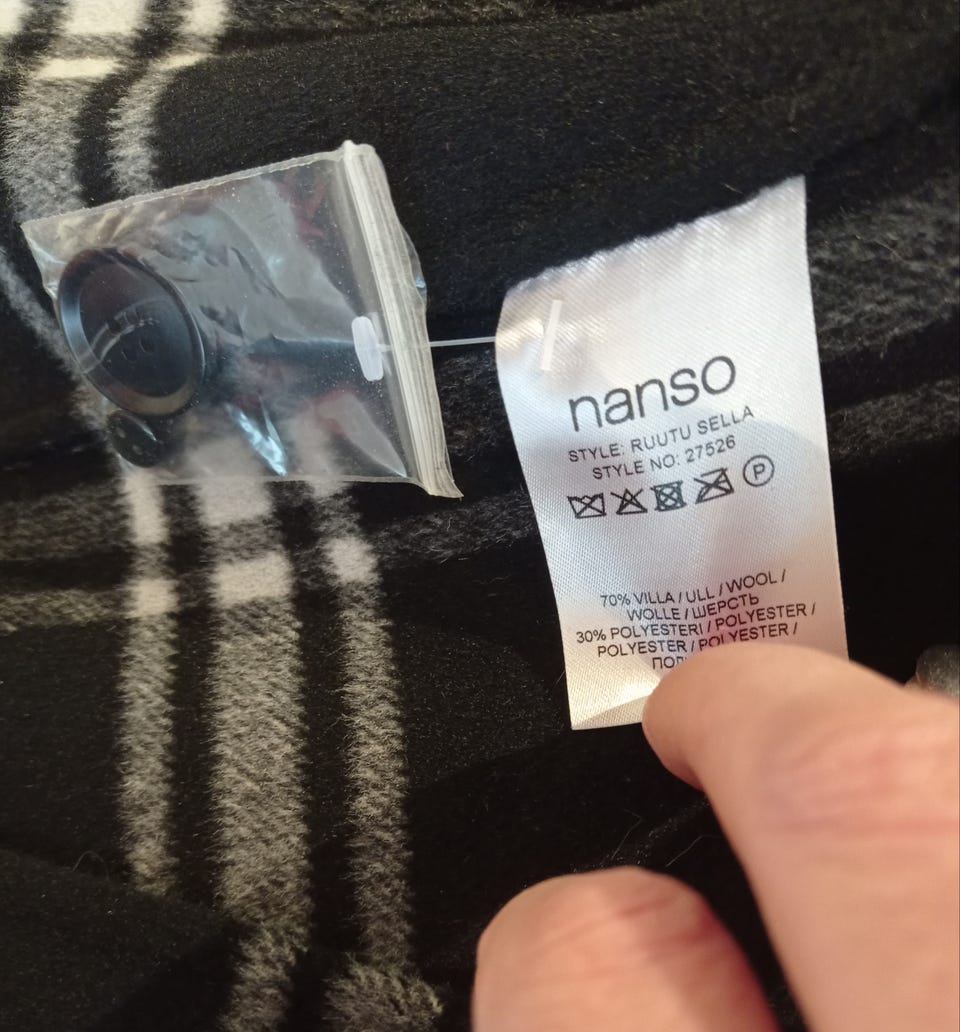 nanso
STYLE: RUUTU SELLA
STYLE NO: 27526
P
70% VILLA / ULL / WOOL /
WOLLE / ШЕРСТЬ
30% POLYESTERI / POLYESTER /
POLYESTER / POLYESTER /